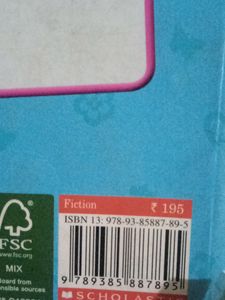 Fiction ₹ 195
ISBN 13: 978-93-85887-89-5
FSC
www.fsc.org
MIX
Board from
responsible sources
9 789385 887895
SCHOLAS